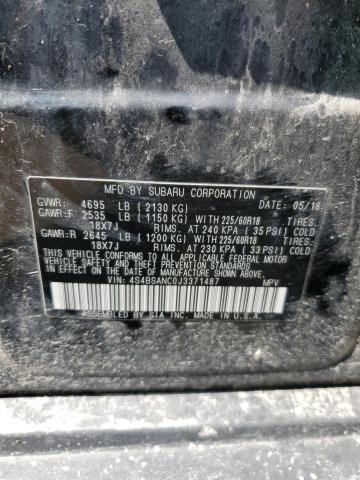 MFD. BY SUBARU CORPORATION
GVWR: 4695 LB (2130 KG) DATE: 05/18
GAWR:F 2535 LB (1150 KG) WITH 225/60R18 TIRES,
18X7J RIMS, AT 240 KPA (35 PSI) COLD
GAWR:R 2645 LB (1200 KG) WITH 225/60R18 TIRES,
18X7J RIMS, AT 230 KPA (33 PSI) COLD
THIS VEHICLE CONFORMS TO ALL APPLICABLE FEDERAL MOTOR
VEHICLE SAFETY AND THEFT PREVENTION STANDARDS
IN EFFECT ON THE DATE OF MANUFACTURE SHOWN ABOVE.
VIN: 4S4BSANC0J3371487 MPV
ASSEMBLED BY SIA INC. MADE IN U.S.A.